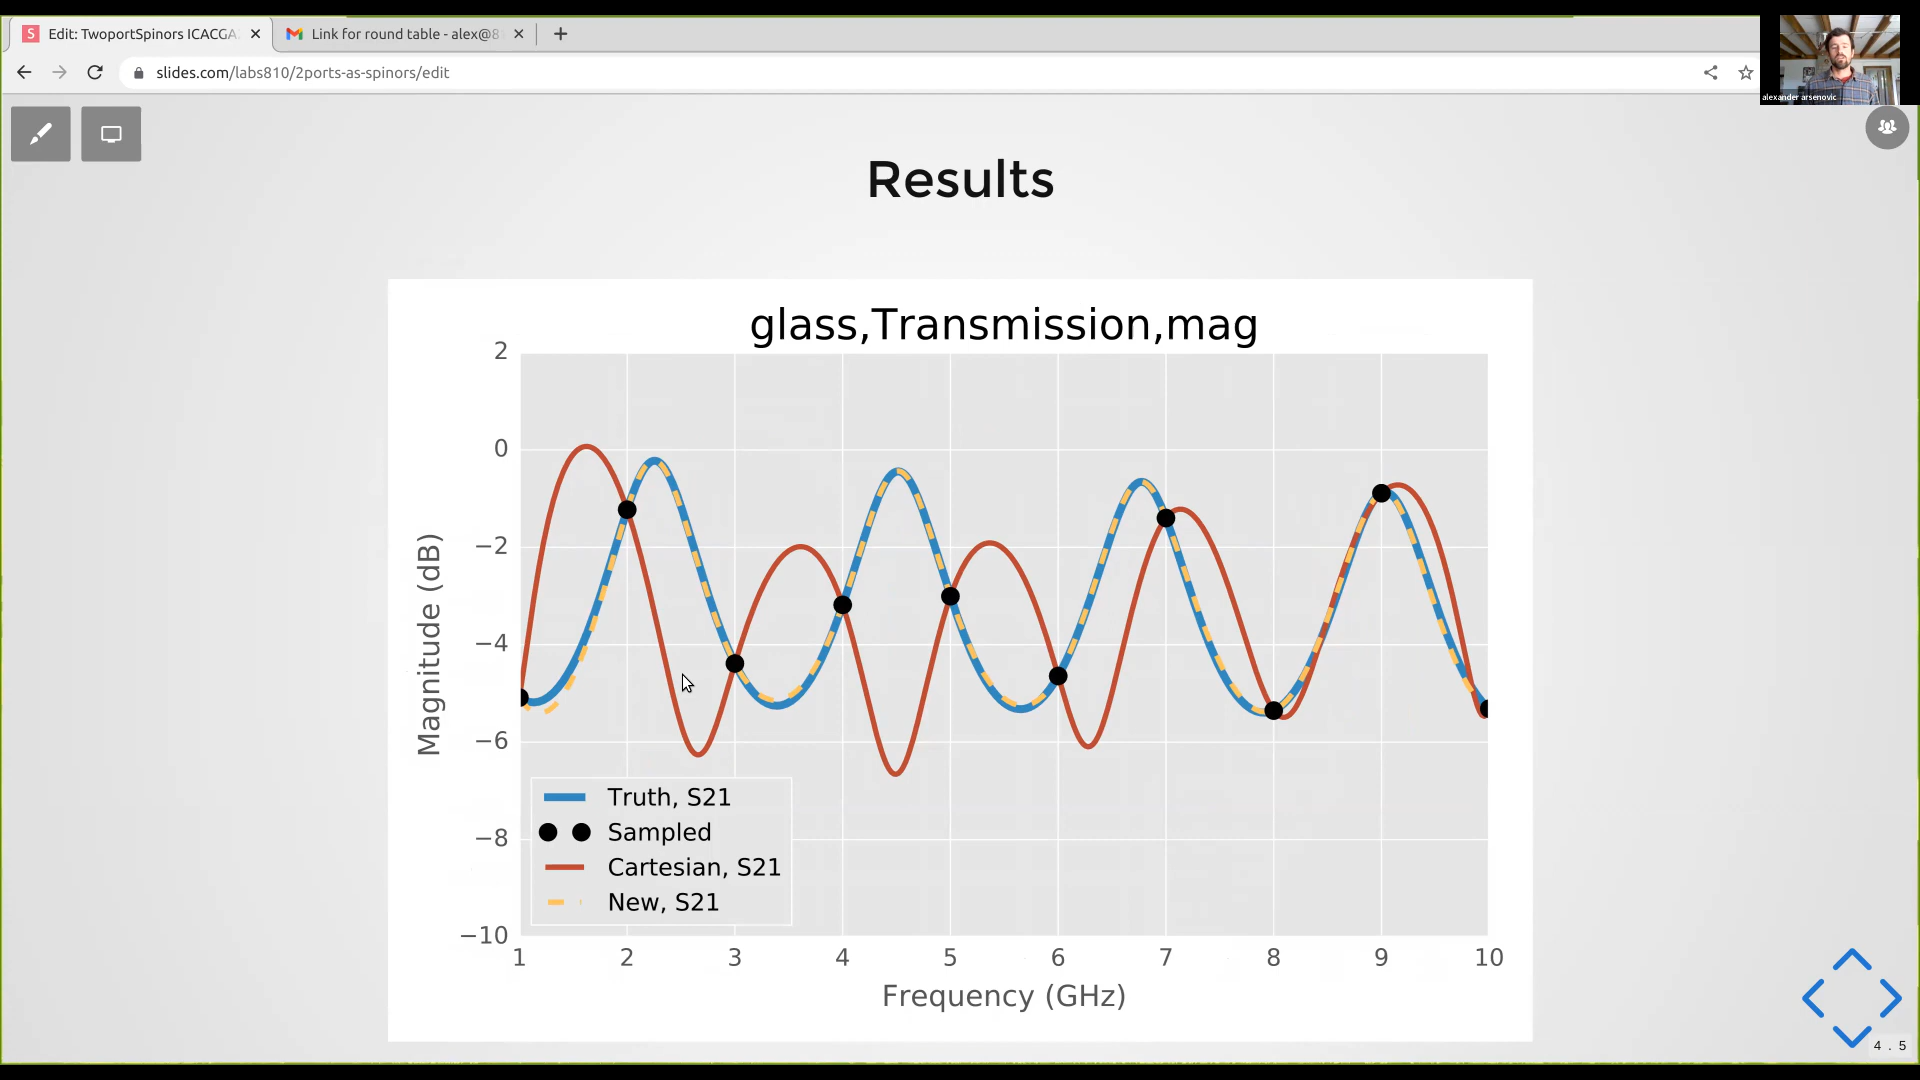 Edit: TwoportSpinors ICACGA
Link for round table - alex@8
slides.com/labs810/2ports-as-spinors/edit
alexander arsenovic
Results
glass,Transmission,mag
2
0
−2
−4
−6
−8
−10
Magnitude (dB)
Truth, S21
Sampled
Cartesian, S21
New, S21
1 2 3 4 5 6 7 8 9 10
Frequency (GHz)
4 . 5